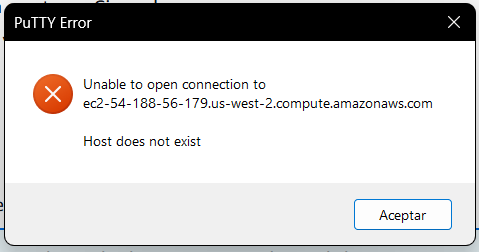 PuTTY Error
Unable to open connection to
ec2-54-188-56-179.us-west-2.compute.amazonaws.com
Host does not exist
Aceptar